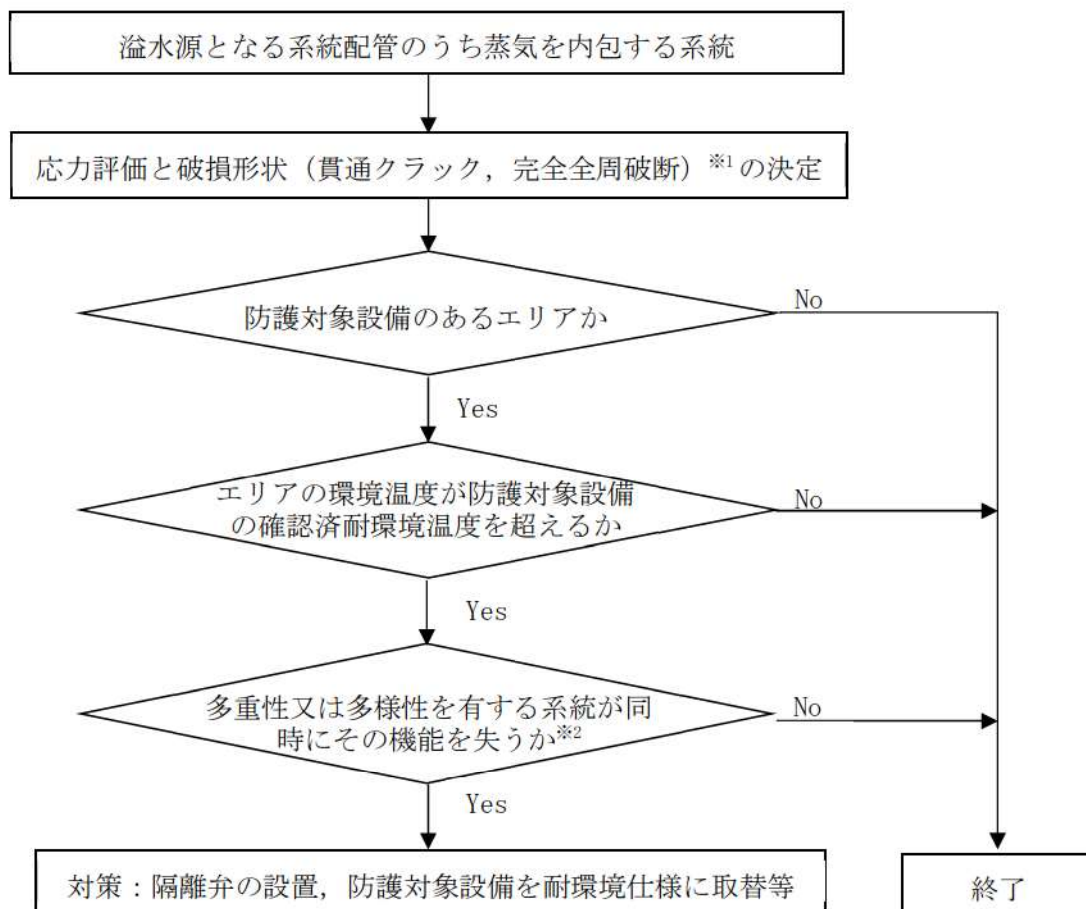 溢水源となる系統配管のうち蒸気を内包する系統
応力評価と破損形状（貫通クラック，完全全周破断）※1の決定
防護対象設備のあるエリアか
No
Yes
エリアの環境温度が防護対象設備
の確認済耐環境温度を超えるか
No
Yes
多重性又は多様性を有する系統が同
時にその機能を失うか※2
No
Yes
対策：隔離弁の設置，防護対象設備を耐環境仕様に取替等
終了